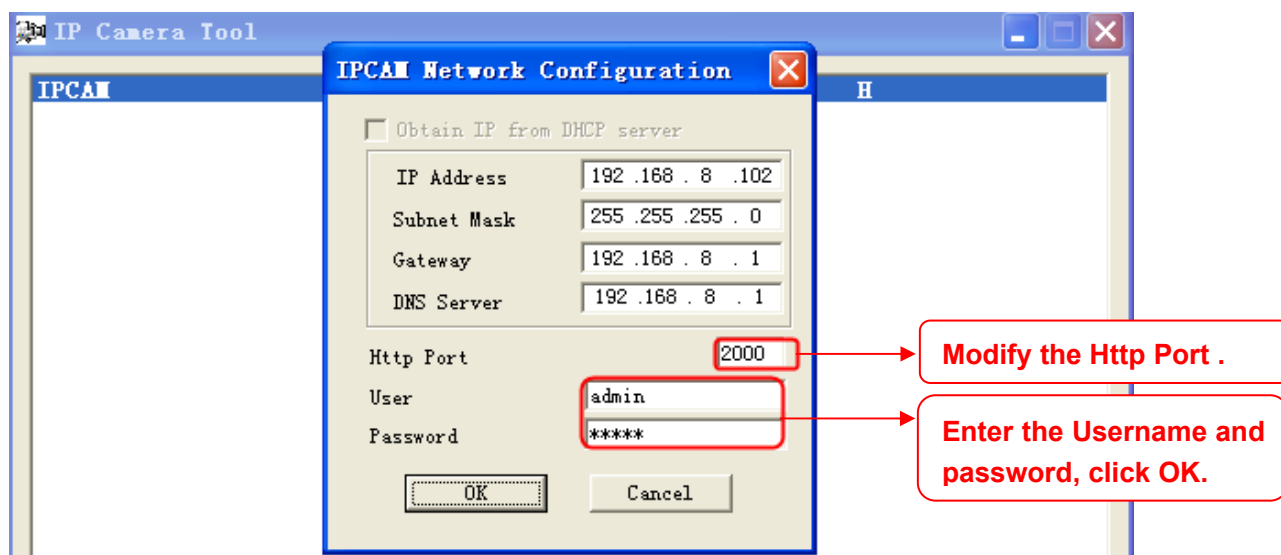 IP Camera Tool
IPCAM Network Configuration
IPCAM
H
Obtain IP from DHCP server
IP Address 192 .168 . 8 .102
Subnet Mask 255 .255 .255 . 0
Gateway 192 .168 . 8 . 1
DNS Server 192 .168 . 8 . 1
Http Port 2000
Modify the Http Port .
User admin
Password *****
Enter the Username and
password, click OK.
OK Cancel